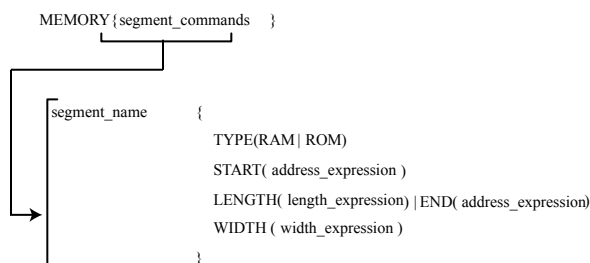 MEMORY{segment_commands }
segment_name {
TYPE(RAM | ROM)
START( address_expression )
LENGTH( length_expression) | END( address_expression)
WIDTH ( width_expression )
}